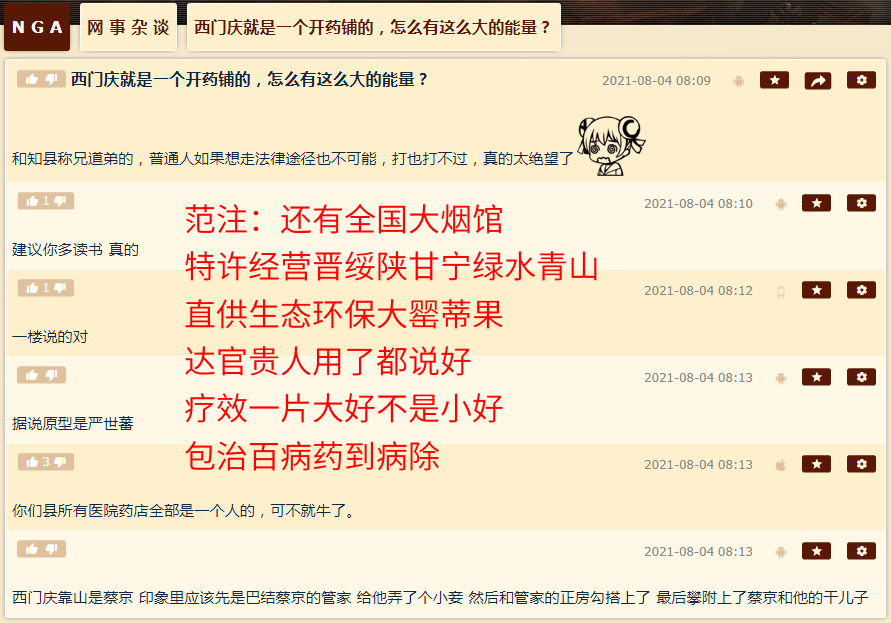 NGA
网事杂谈
西门庆就是一个开药铺的，怎么有这么大的能量？
西门庆就是一个开药铺的，怎么有这么大的能量？
2021-08-04 08:09
和知县称兄道弟的，普通人如果想走法律途径也不可能，打也打不过，真的太绝望了
1
2021-08-04 08:10
建议你多读书 真的
1
2021-08-04 08:12
一楼说的对
2021-08-04 08:13
据说原型是严世蕃
3
2021-08-04 08:13
你们县所有医院药店全部是一个人的，可不就牛了。
2021-08-04 08:13
西门庆靠山是蔡京 印象里应该先是巴结蔡京的管家 给他弄了个小妾 然后和管家的正房勾搭上了 最后攀附上了蔡京和他的干儿子
范注：还有全国大烟馆
特许经营晋绥陕甘宁绿水青山
直供生态环保大罂蒂果
达官贵人用了都说好
疗效一片大好不是小好
包治百病药到病除